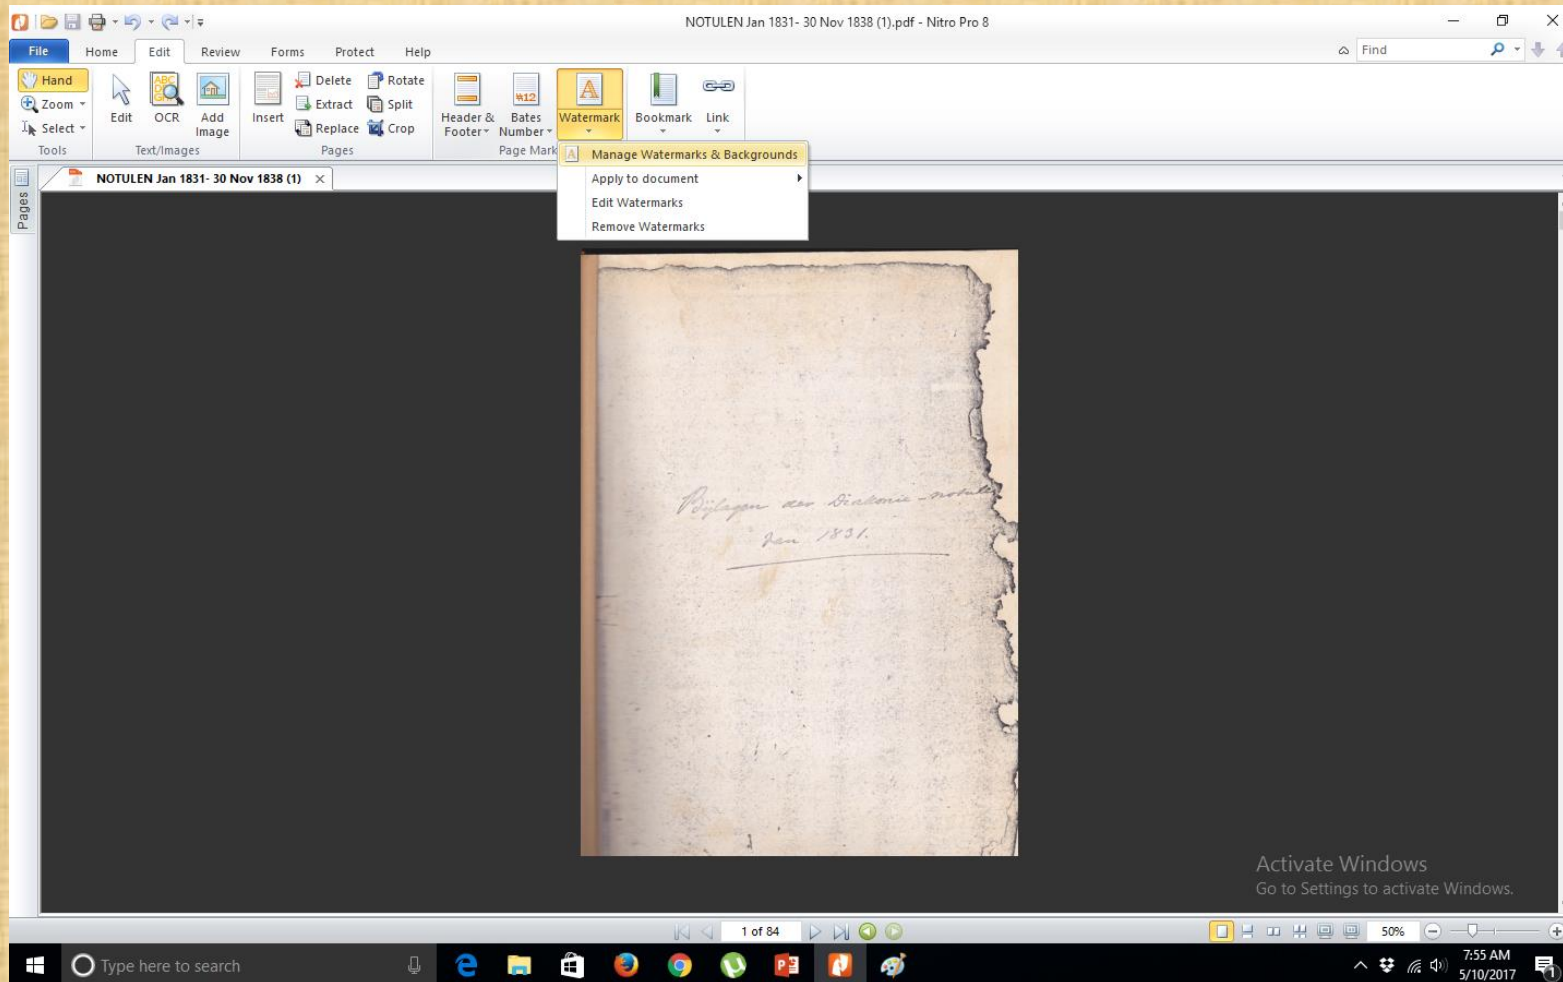 NOTULEN Jan 1831- 30 Nov 1838 (1).pdf - Nitro Pro 8
File Home Edit Review Forms Protect Help
Find
Hand
Zoom
Select
Tools
Edit
OCR
Add Image
Text/Images
Insert
Delete
Extract
Replace
Rotate
Split
Crop
Pages
Header & Footer
Bates Number
Watermark
Page Mark
Bookmark
Link
Manage Watermarks & Backgrounds
Apply to document
Edit Watermarks
Remove Watermarks
Pages
NOTULEN Jan 1831- 30 Nov 1838 (1)
Bijlagen der Diakonie-notulen
1831.
Activate Windows
Go to Settings to activate Windows.
1 of 84
50%
Type here to search
7:55 AM
5/10/2017